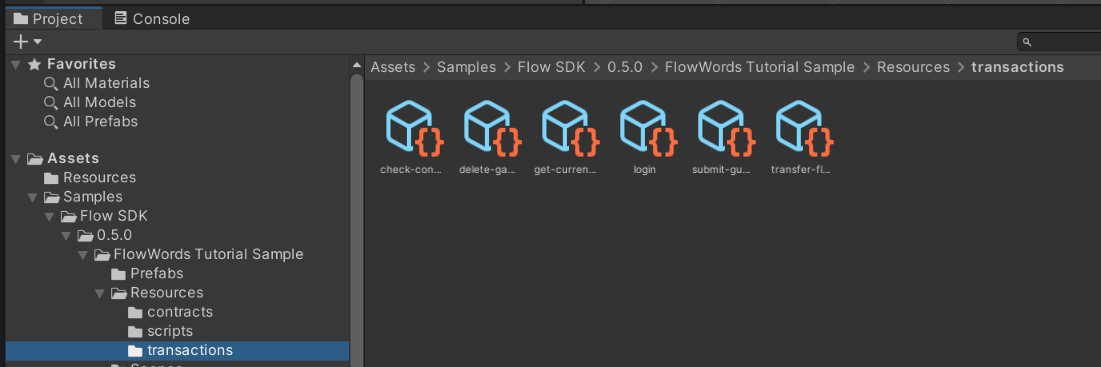 Project
Console
Favorites
All Materials
All Models
All Prefabs
Assets
Resources
Samples
Flow SDK
0.5.0
FlowWords Tutorial Sample
Prefabs
Resources
contracts
scripts
transactions
Assets > Samples > Flow SDK > 0.5.0 > FlowWords Tutorial Sample > Resources > transactions
check-con...
delete-ga...
get-curren...
login
submit-gu...
transfer-fl...